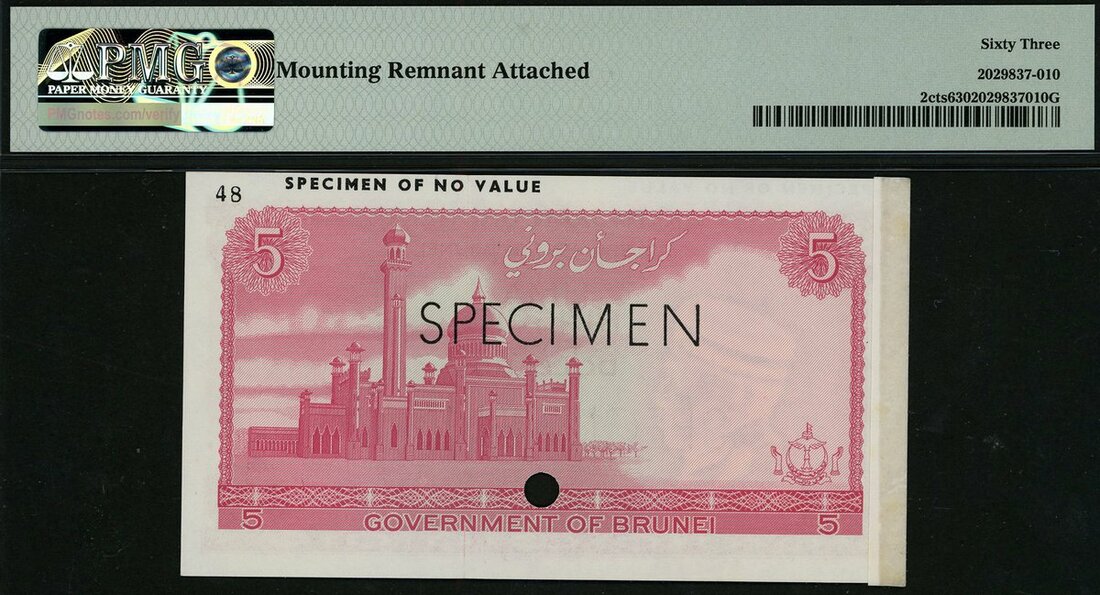 PMG
PAPER MONEY GUARANTY
PMGnotes.com/verify
Mounting Remnant Attached
Sixty Three
2029837-010
2cts6302029837010G
48
SPECIMEN OF NO VALUE
5
5
كراجأن بروني
SPECIMEN
5
GOVERNMENT OF BRUNEI
5